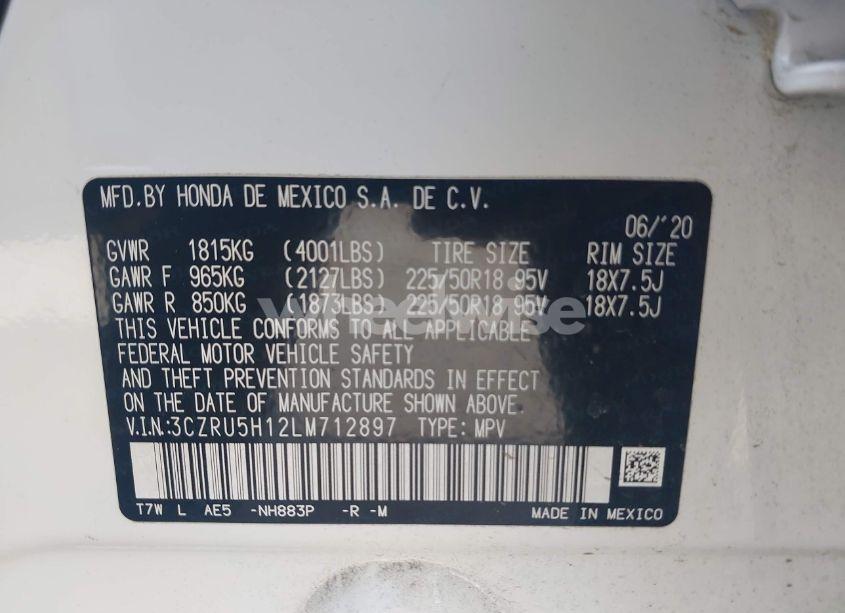 MFD.BY HONDA DE MEXICO S.A. DE C.V.
06/'20
GVWR 1815KG (4001LBS) TIRE SIZE RIM SIZE
GAWR F 965KG (2127LBS) 225/50R18 95V 18X7.5J
GAWR R 850KG (1873LBS) 225/50R18 95V 18X7.5J
THIS VEHICLE CONFORMS TO ALL APPLICABLE
FEDERAL MOTOR VEHICLE SAFETY
AND THEFT PREVENTION STANDARDS IN EFFECT
ON THE DATE OF MANUFACTURE SHOWN ABOVE.
V.I.N:3CZRU5H12LM712897 TYPE: MPV
T7W L AE5 -NH883P -R -M MADE IN MEXICO